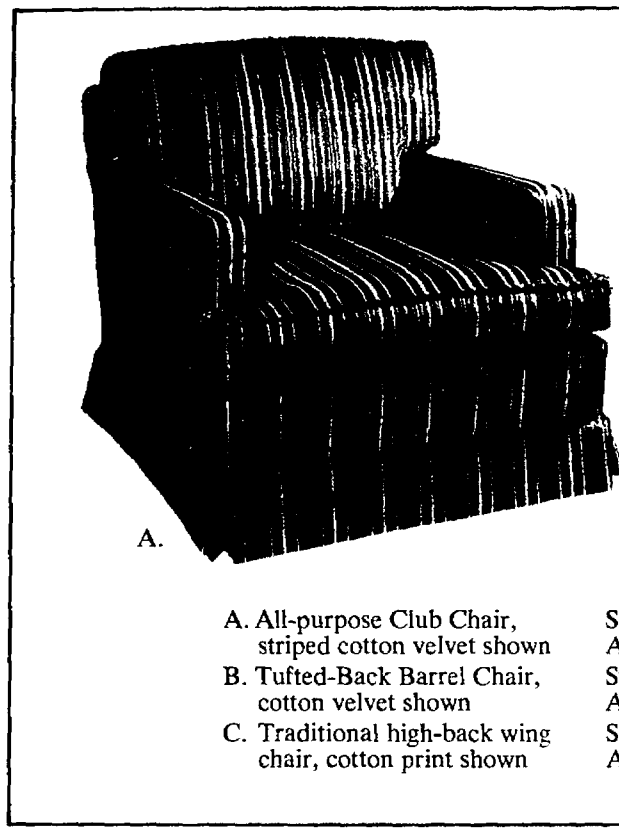 A.
A. All-purpose Club Chair, S
striped cotton velvet shown A
B. Tufted-Back Barrel Chair, S
cotton velvet shown A
C. Traditional high-back wing S
chair, cotton print shown A